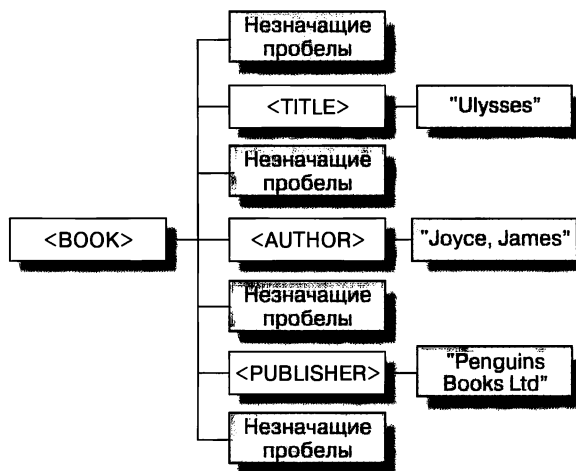 Незначащие
пробелы
<TITLE>
"Ulysses"
Незначащие
пробелы
<BOOK>
<AUTHOR>
"Joyce, James"
Незначащие
пробелы
<PUBLISHER>
"Penguins
Books Ltd"
Незначащие
пробелы